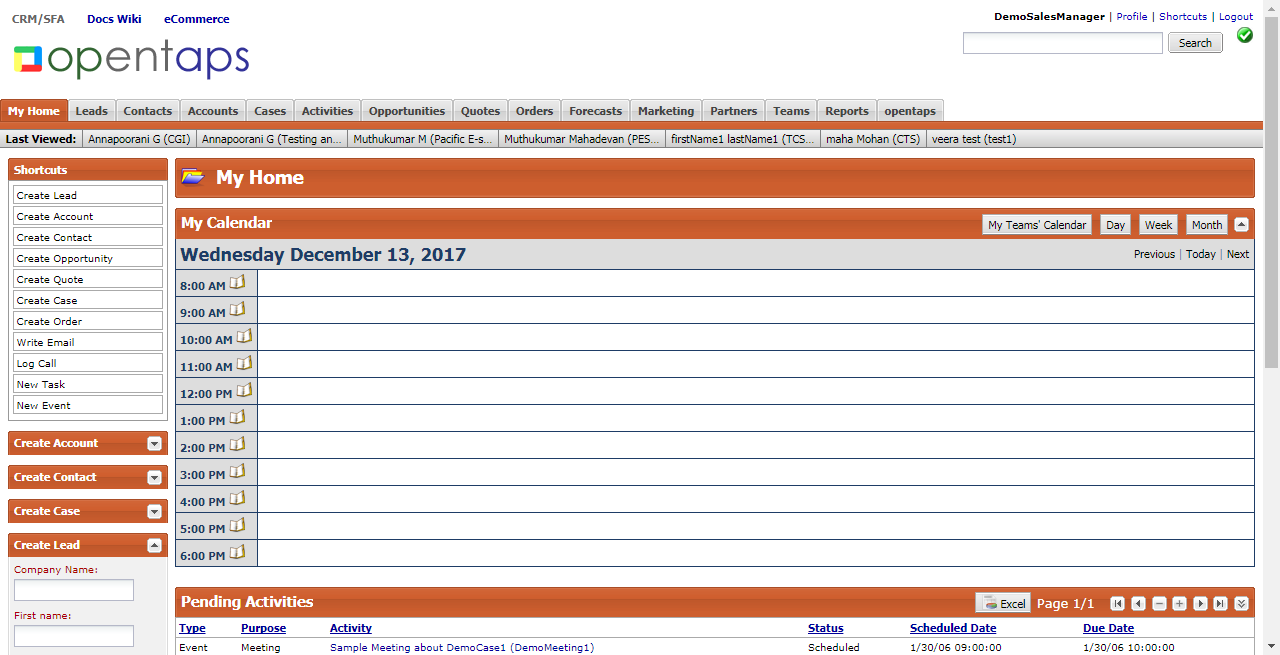 CRM/SFA Docs Wiki eCommerce
DemoSalesManager | Profile | Shortcuts | Logout
Search
opentaps
My Home Leads Contacts Accounts Cases Activities Opportunities Quotes Orders Forecasts Marketing Partners Teams Reports opentaps
Last Viewed: Annapoorani G (CGI) Annapoorani G (Testing an... Muthukumar M (Pacific E-s... Muthukumar Mahadevan (PES... firstName1 lastName1 (TCS... maha Mohan (CTS) veera test (test1)
Shortcuts
Create Lead
Create Account
Create Contact
Create Opportunity
Create Quote
Create Case
Create Order
Write Email
Log Call
New Task
New Event
Create Account
Create Contact
Create Case
Create Lead
Company Name:
First name:
My Home
My Calendar
My Teams' Calendar Day Week Month
Wednesday December 13, 2017
Previous | Today | Next
8:00 AM
9:00 AM
10:00 AM
11:00 AM
12:00 PM
1:00 PM
2:00 PM
3:00 PM
4:00 PM
5:00 PM
6:00 PM
Pending Activities
Excel Page 1/1
Type Purpose Activity Status Scheduled Date Due Date
Event Meeting Sample Meeting about DemoCase1 (DemoMeeting1) Scheduled 1/30/06 09:00:00 1/30/06 10:00:00